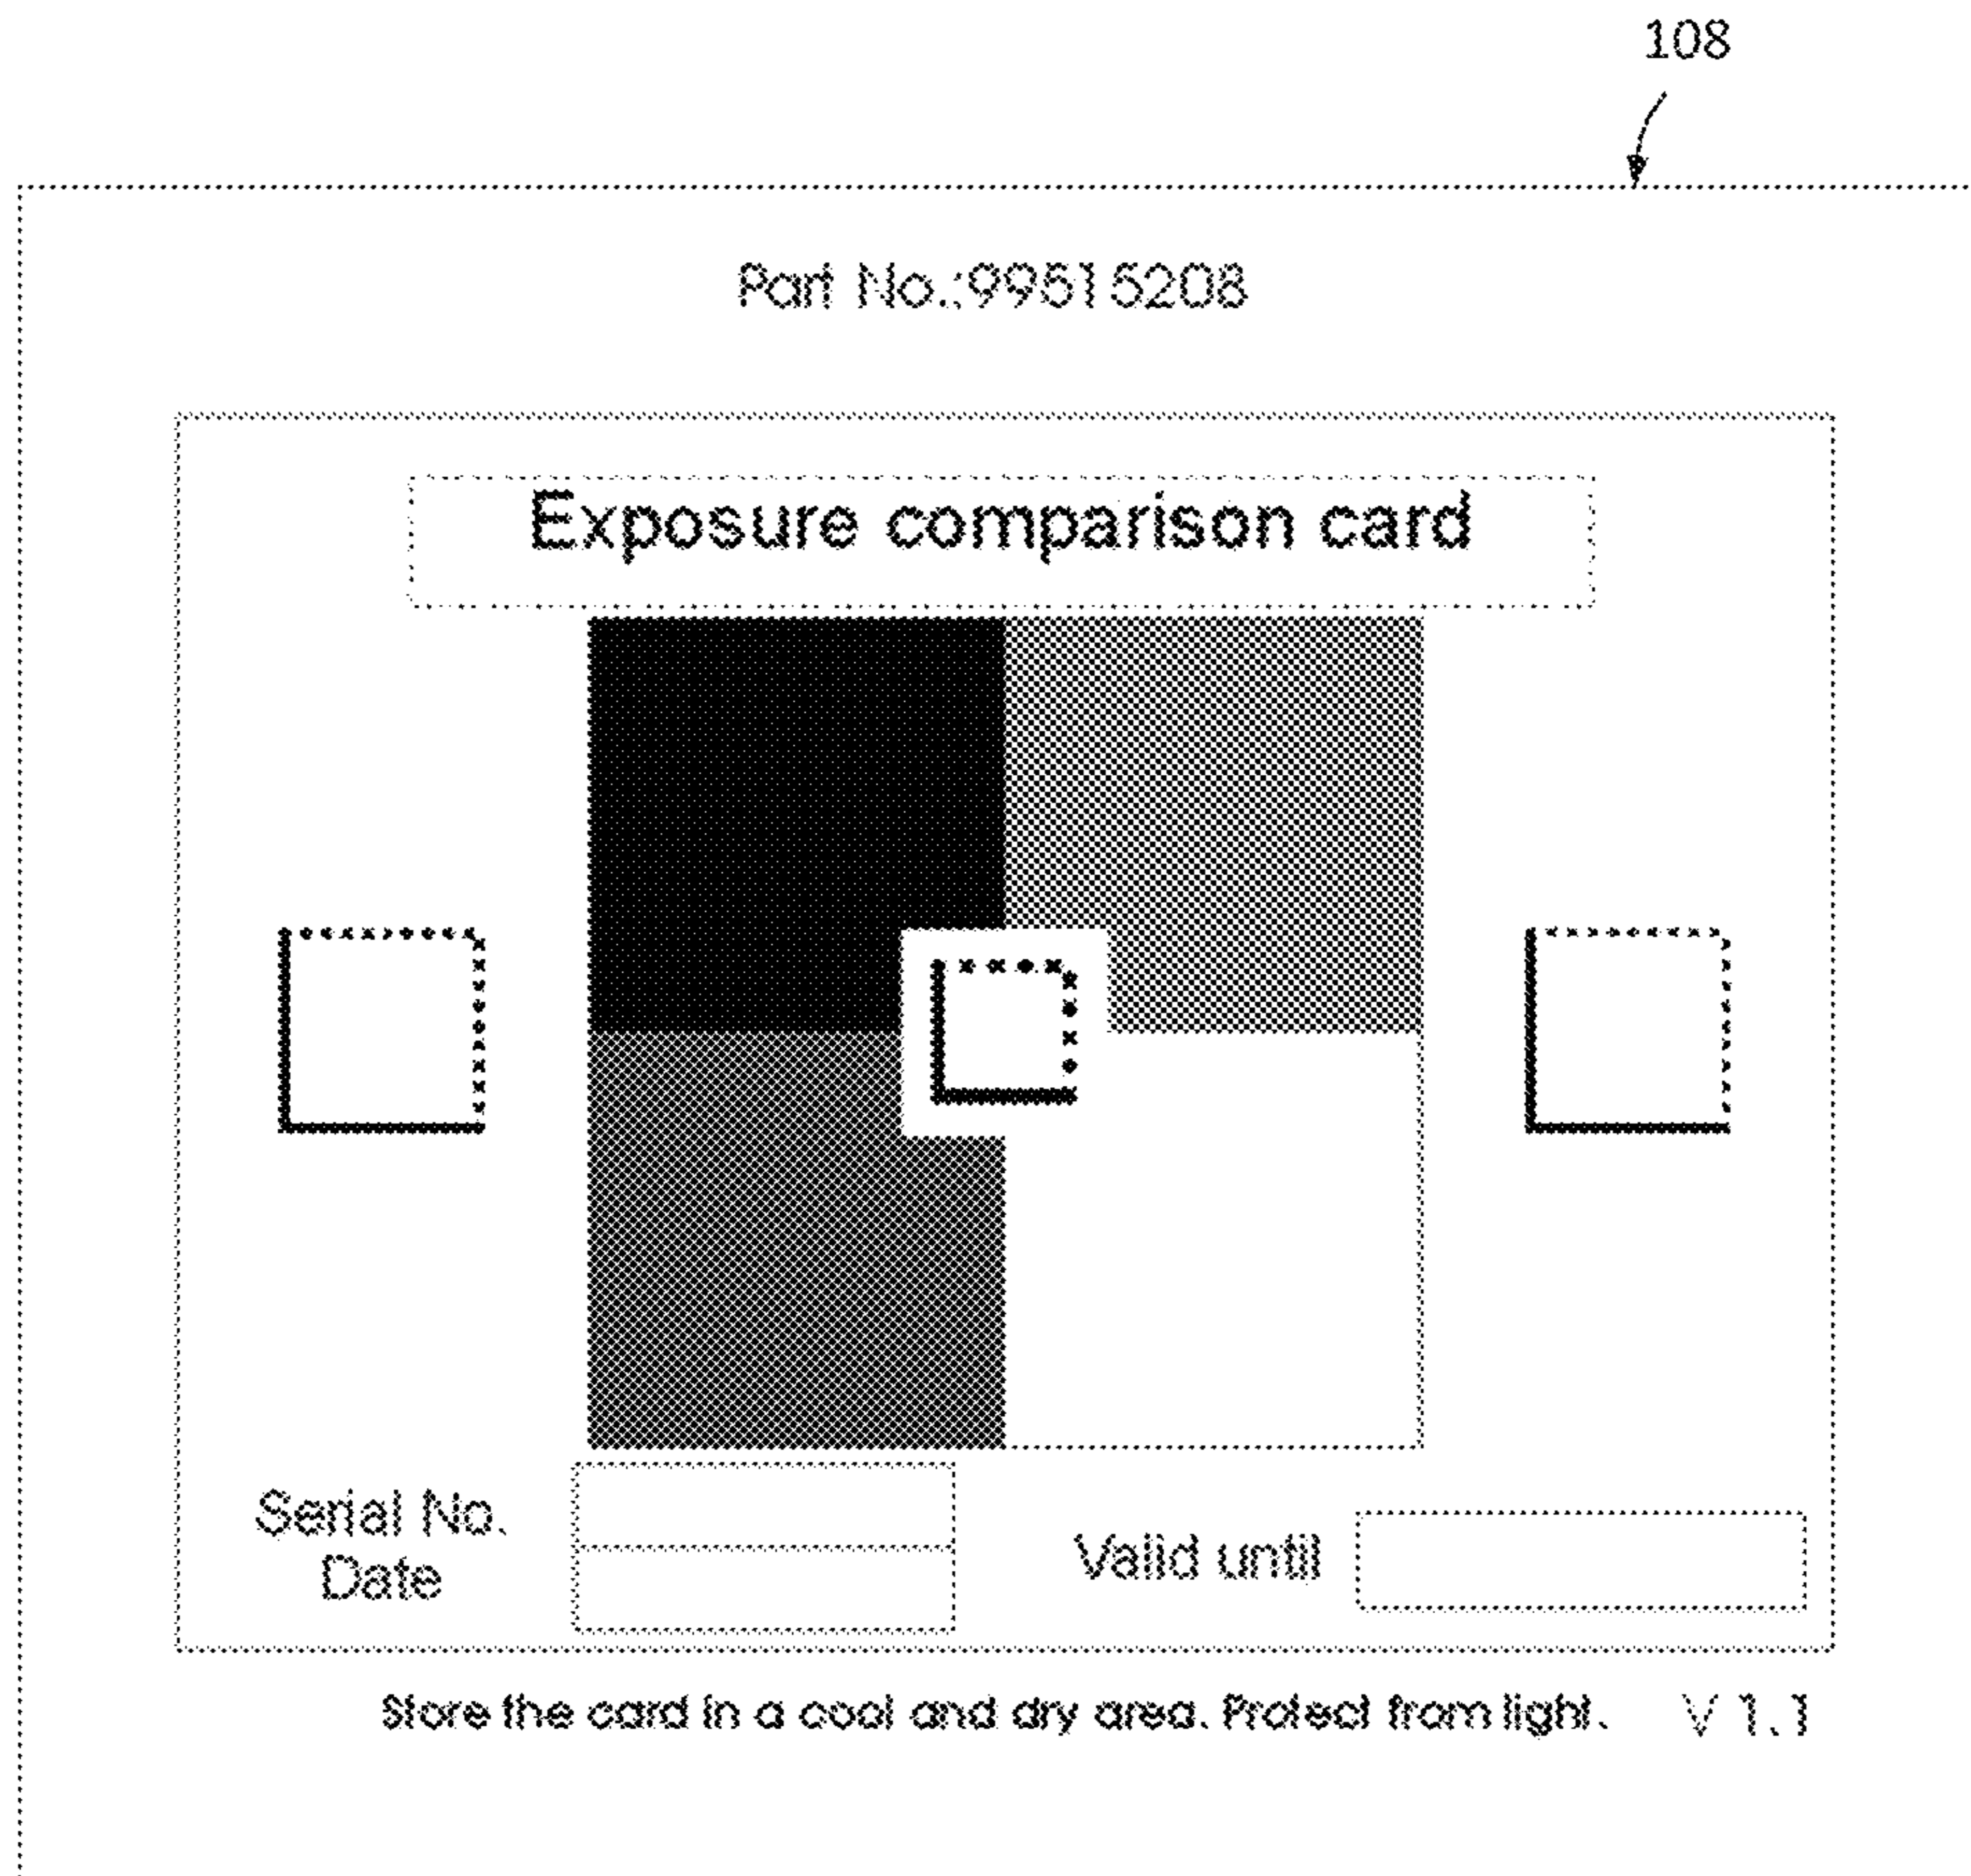 108
Part No.:99515208
Exposure comparison card
Serial No.
Date
Valid until
Store the card in a cool and dry area. Protect from light. V 1.1